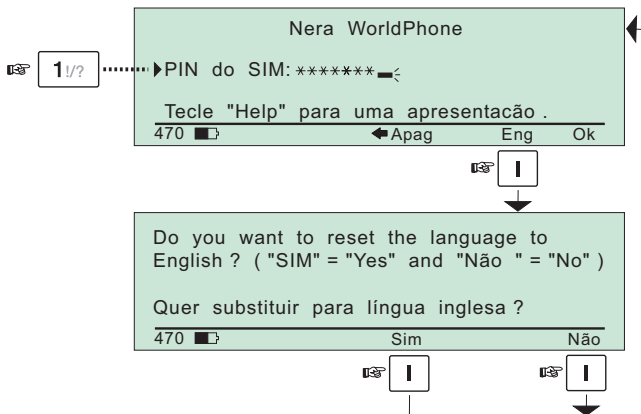 Nera WorldPhone
1!/?
PIN do SIM: *******
Tecle "Help" para uma apresentacão .
470 Apag Eng Ok
I
Do you want to reset the language to
English ? ( "SIM" = "Yes" and "Não " = "No" )
Quer substituir para língua inglesa ?
470 Sim Não
I I